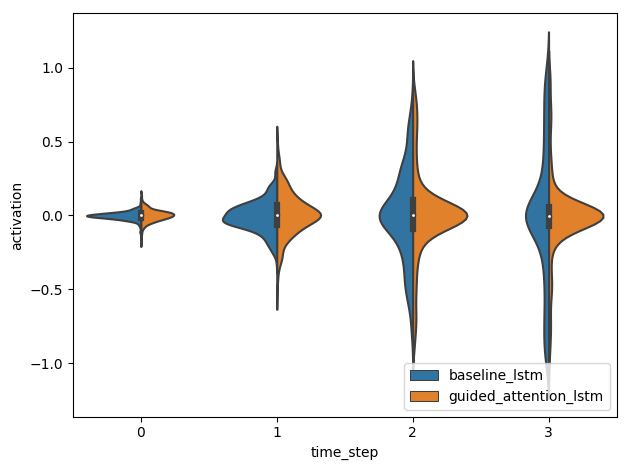 1.0
0.5
0.0
−0.5
−1.0
activation
0
1
2
3
time_step
baseline_lstm
guided_attention_lstm